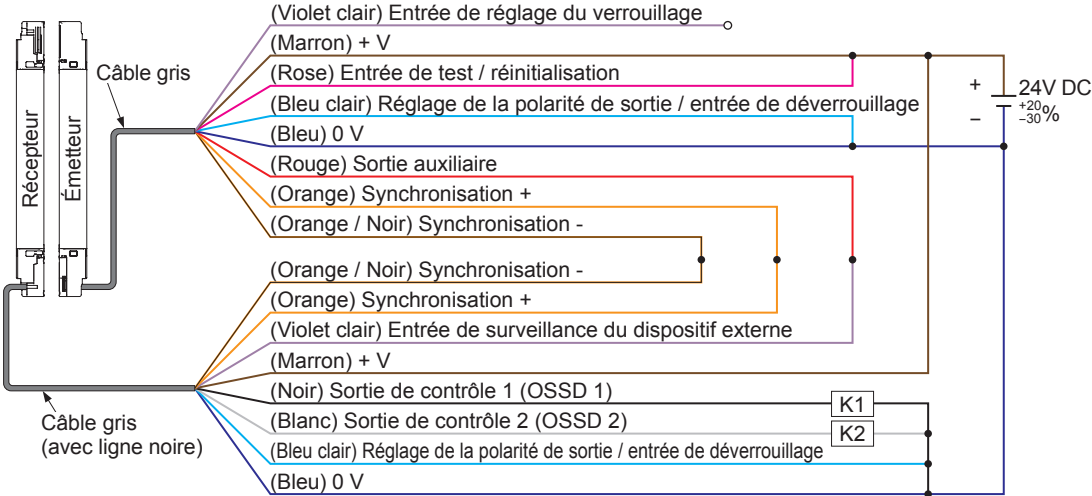 (Violet clair) Entrée de réglage du verrouillage
(Marron) + V
(Rose) Entrée de test / réinitialisation
(Bleu clair) Réglage de la polarité de sortie / entrée de déverrouillage
(Bleu) 0 V
(Rouge) Sortie auxiliaire
(Orange) Synchronisation +
(Orange / Noir) Synchronisation -
(Orange / Noir) Synchronisation -
(Orange) Synchronisation +
(Violet clair) Entrée de surveillance du dispositif externe
(Marron) + V
(Noir) Sortie de contrôle 1 (OSSD 1)
(Blanc) Sortie de contrôle 2 (OSSD 2)
(Bleu clair) Réglage de la polarité de sortie / entrée de déverrouillage
(Bleu) 0 V
Récepteur
Émetteur
Câble gris
Câble gris
(avec ligne noire)
K1
K2
+
24V DC
+20
−30%
−